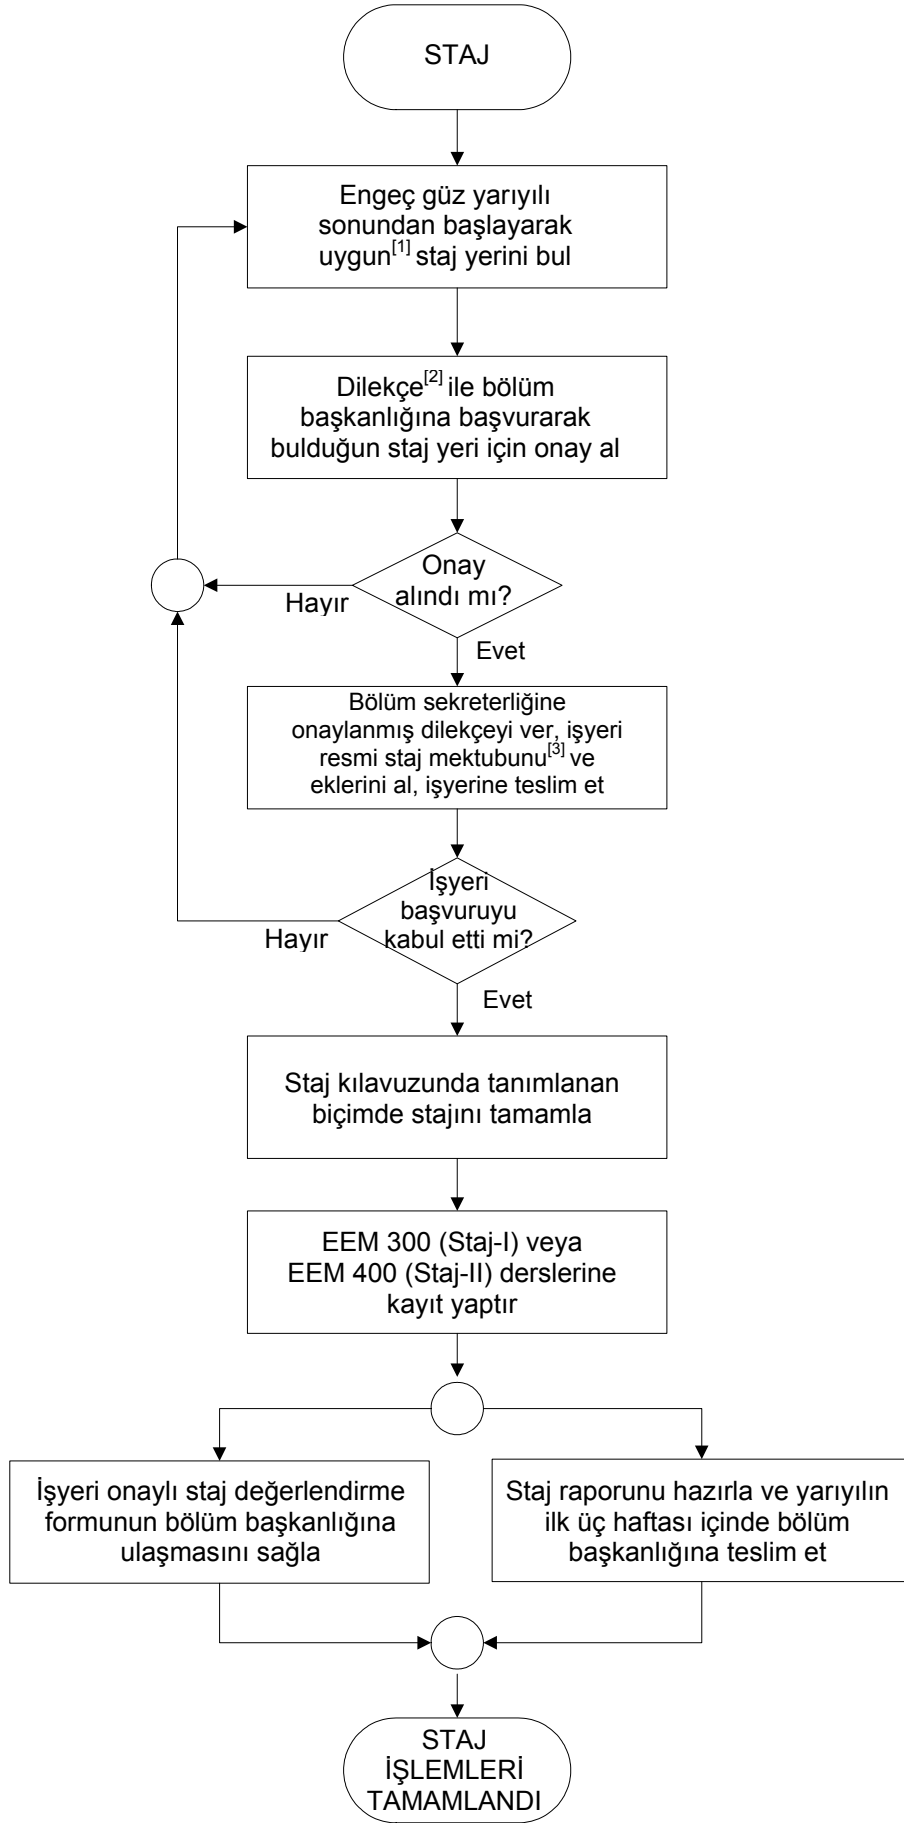 STAJ
Engeç güz yarıyılı
sonundan başlayarak
uygun[1] staj yerini bul
Dilekçe[2] ile bölüm
başkanlığına başvurarak
bulduğun staj yeri için onay al
Onay
alındı mı?
Hayır
Evet
Bölüm sekreterliğine
onaylanmış dilekçeyi ver, işyeri
resmi staj mektubunu[3] ve
eklerini al, işyerine teslim et
İşyeri
başvuruyu
kabul etti mi?
Hayır
Evet
Staj kılavuzunda tanımlanan
biçimde stajını tamamla
EEM 300 (Staj-I) veya
EEM 400 (Staj-II) derslerine
kayıt yaptır
İşyeri onaylı staj değerlendirme
formunun bölüm başkanlığına
ulaşmasını sağla
Staj raporunu hazırla ve yarıyılın
ilk üç haftası içinde bölüm
başkanlığına teslim et
STAJ
İŞLEMLERİ
TAMAMLANDI